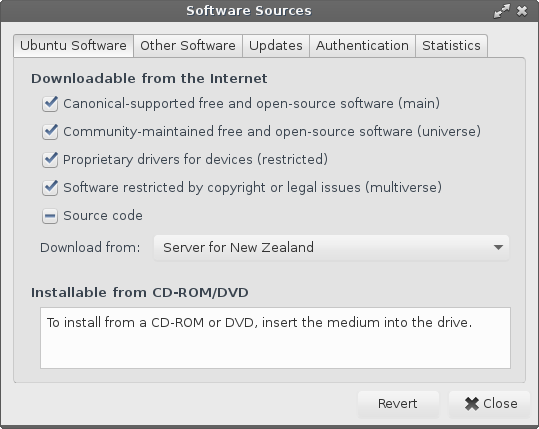 Software Sources
Ubuntu Software
Other Software
Updates
Authentication
Statistics
Downloadable from the Internet
Canonical-supported free and open-source software (main)
Community-maintained free and open-source software (universe)
Proprietary drivers for devices (restricted)
Software restricted by copyright or legal issues (multiverse)
Source code
Download from: Server for New Zealand
Installable from CD-ROM/DVD
To install from a CD-ROM or DVD, insert the medium into the drive.
Revert
Close